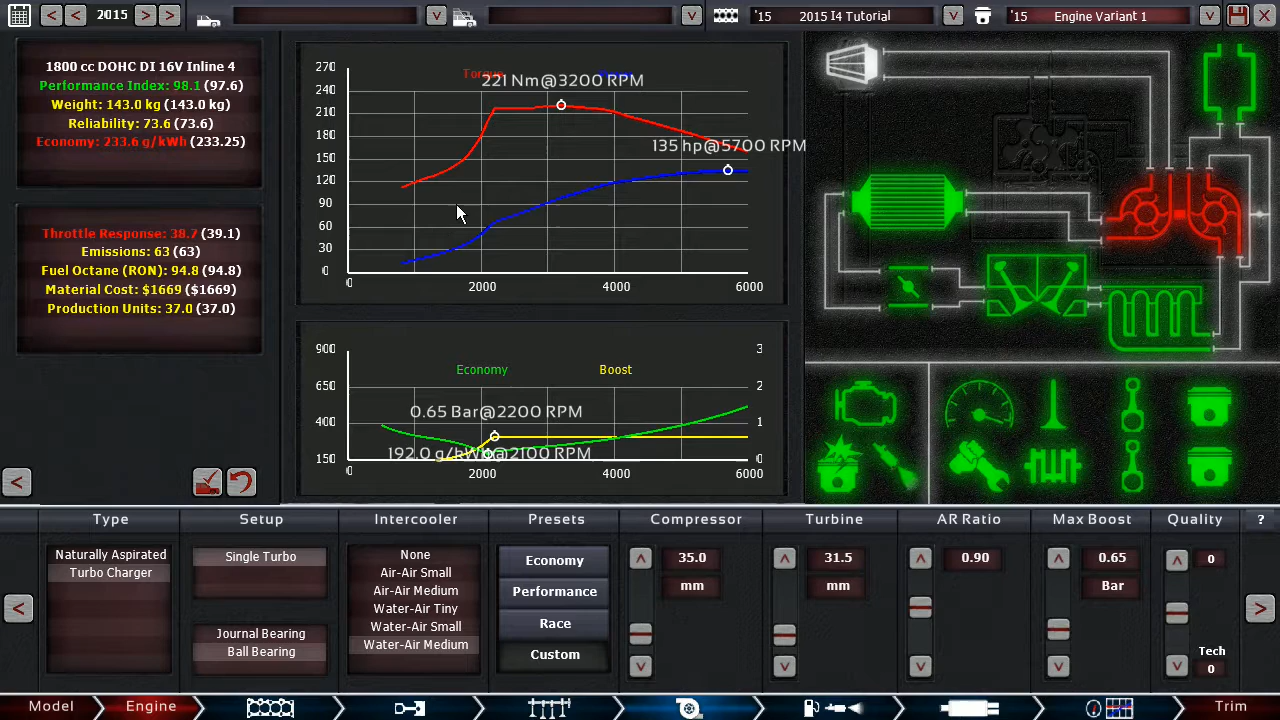 2015
'15 2015 I4 Tutorial
'15 Engine Variant 1
1800 cc DOHC DI 16V Inline 4
Performance Index: 98.1 (97.6)
Weight: 143.0 kg (143.0 kg)
Reliability: 73.6 (73.6)
Economy: 233.6 g/kWh (233.25)
Throttle Response: 38.7 (39.1)
Emissions: 63 (63)
Fuel Octane (RON): 94.8 (94.8)
Material Cost: $1669 ($1669)
Production Units: 37.0 (37.0)
270
240
210
180
150
120
90
60
30
0
0 2000 4000 6000
221 Nm@3200 RPM
135 hp@5700 RPM
900
650
400
150
3
2
1
0
Economy Boost
0.65 Bar@2200 RPM
192.0 g/kWh@2100 RPM
0 2000 4000 6000
Type
Naturally Aspirated
Turbo Charger
Setup
Single Turbo
Journal Bearing
Ball Bearing
Intercooler
None
Air-Air Small
Air-Air Medium
Water-Air Tiny
Water-Air Small
Water-Air Medium
Presets
Economy
Performance
Race
Custom
Compressor
35.0
mm
Turbine
31.5
mm
AR Ratio
0.90
Max Boost
0.65
Bar
Quality
0
Tech
0
?
Model Engine Trim